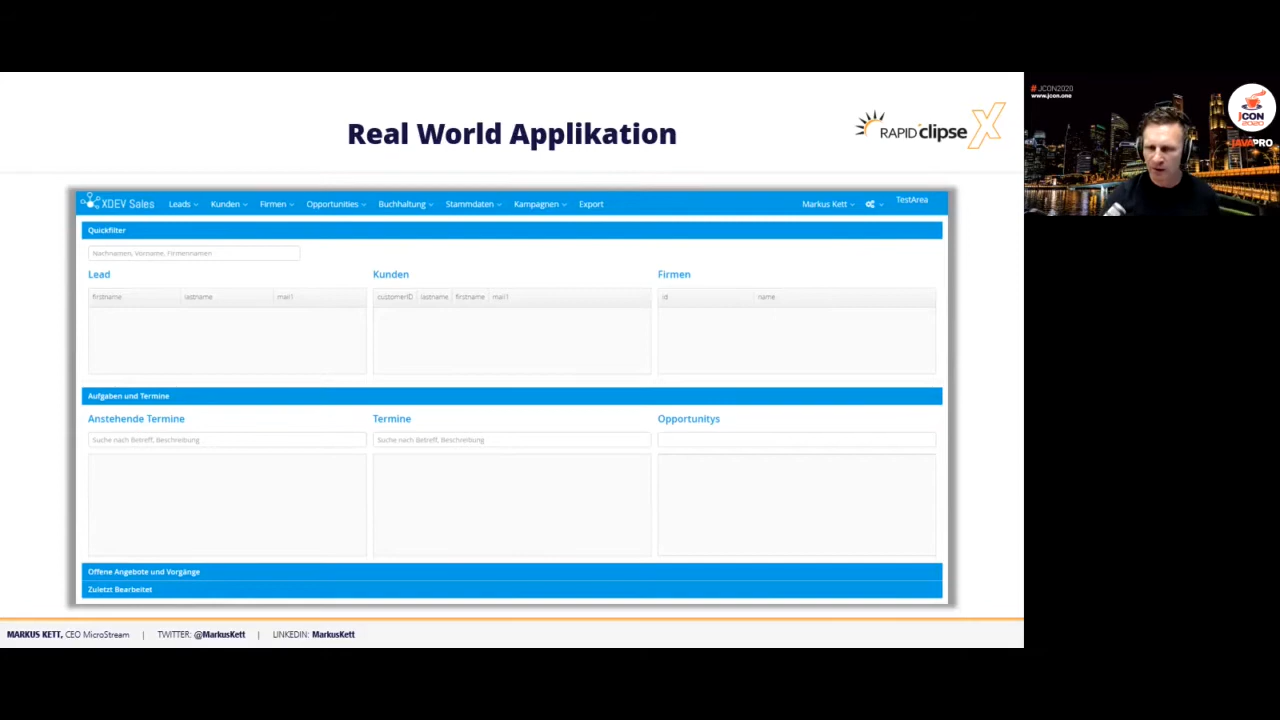 Real World Applikation
RAPID clipse X
# JCON2020
www.jcon.one
JCON
2020
JAVAPRO
XDEV Sales Leads Kunden Firmen Opportunities Buchhaltung Stammdaten Kampagnen Export Markus Kett TestArea
Quickfilter
Nachnamen, Vorname, Firmennamen
Lead Kunden Firmen
firstname lastname mail1 customerID lastname firstname mail1 id name
Aufgaben und Termine
Anstehende Termine Termine Opportunitys
Suche nach Betreff, Beschreibung Suche nach Betreff, Beschreibung
Offene Angebote und Vorgänge
Zuletzt Bearbeitet
MARKUS KETT, CEO MicroStream | TWITTER: @MarkusKett | LINKEDIN: MarkusKett